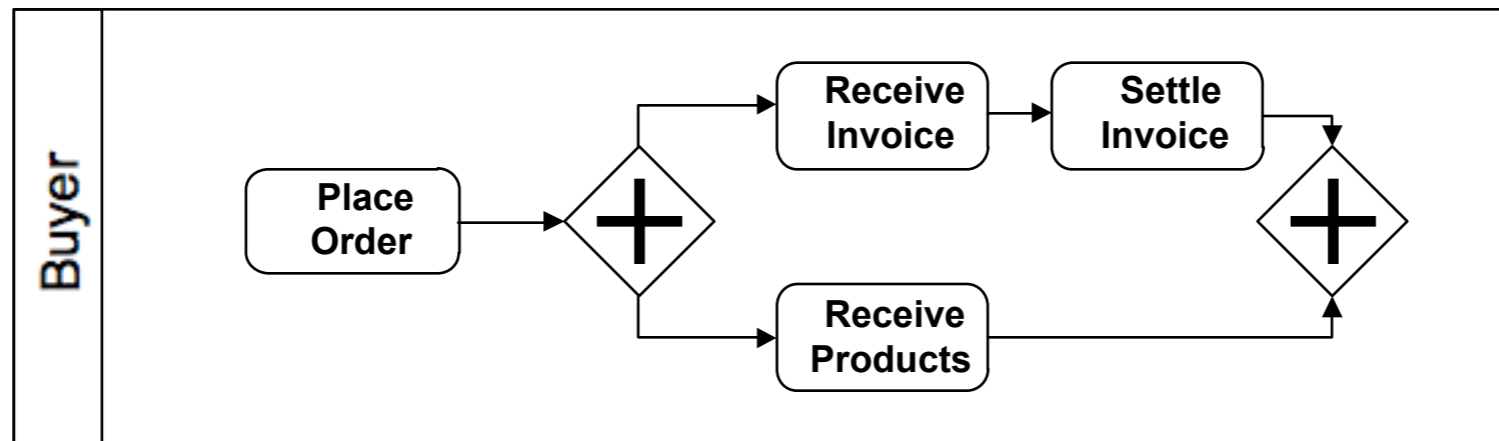 Buyer
Place
Order
Receive
Invoice
Settle
Invoice
Receive
Products